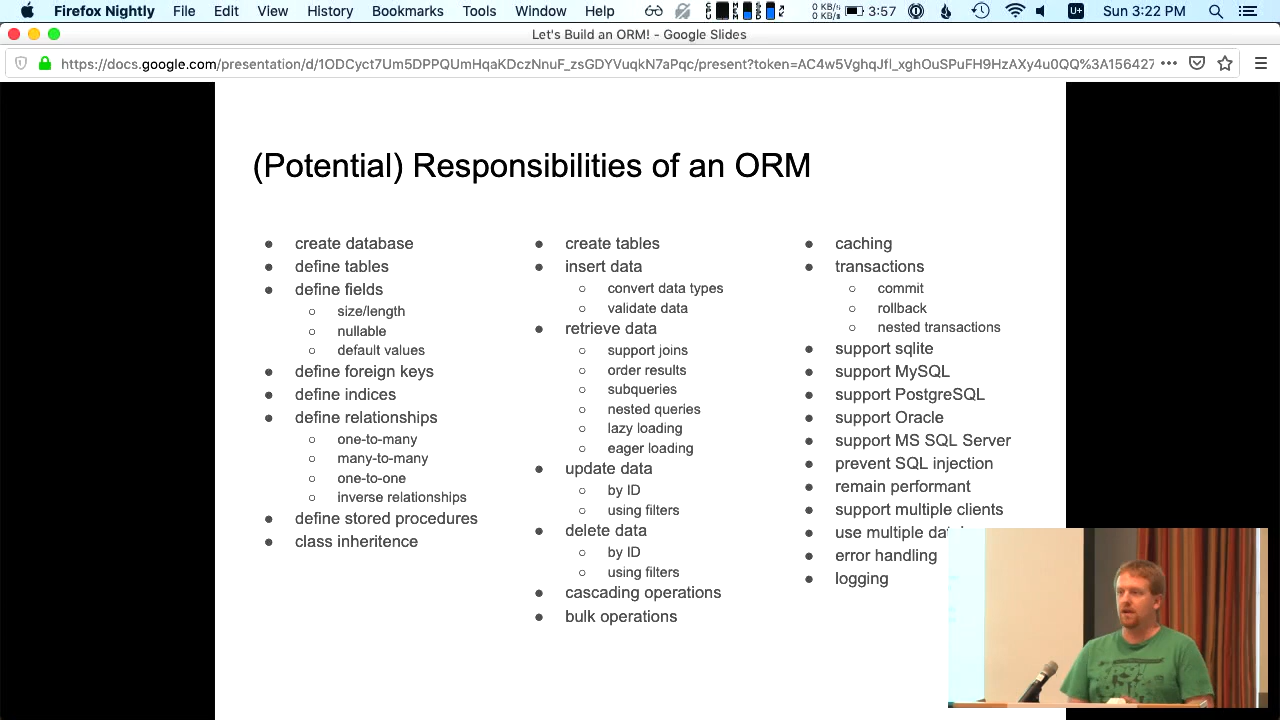 Firefox Nightly File Edit View History Bookmarks Tools Window Help 0 KB/s 0 KB/s 3:57 Sun 3:22 PM
Let's Build an ORM! - Google Slides
https://docs.google.com/presentation/d/1ODCyct7Um5DPPQUmHqaKDczNnuF_zsGDYVuqkN7aPqc/present?token=AC4w5VghqJfl_xghOuSPuFH9HzAXy4u0QQ%3A156427
(Potential) Responsibilities of an ORM
create database
define tables
define fields
size/length
nullable
default values
define foreign keys
define indices
define relationships
one-to-many
many-to-many
one-to-one
inverse relationships
define stored procedures
class inheritence
create tables
insert data
convert data types
validate data
retrieve data
support joins
order results
subqueries
nested queries
lazy loading
eager loading
update data
by ID
using filters
delete data
by ID
using filters
cascading operations
bulk operations
caching
transactions
commit
rollback
nested transactions
support sqlite
support MySQL
support PostgreSQL
support Oracle
support MS SQL Server
prevent SQL injection
remain performant
support multiple clients
use multiple
error handling
logging